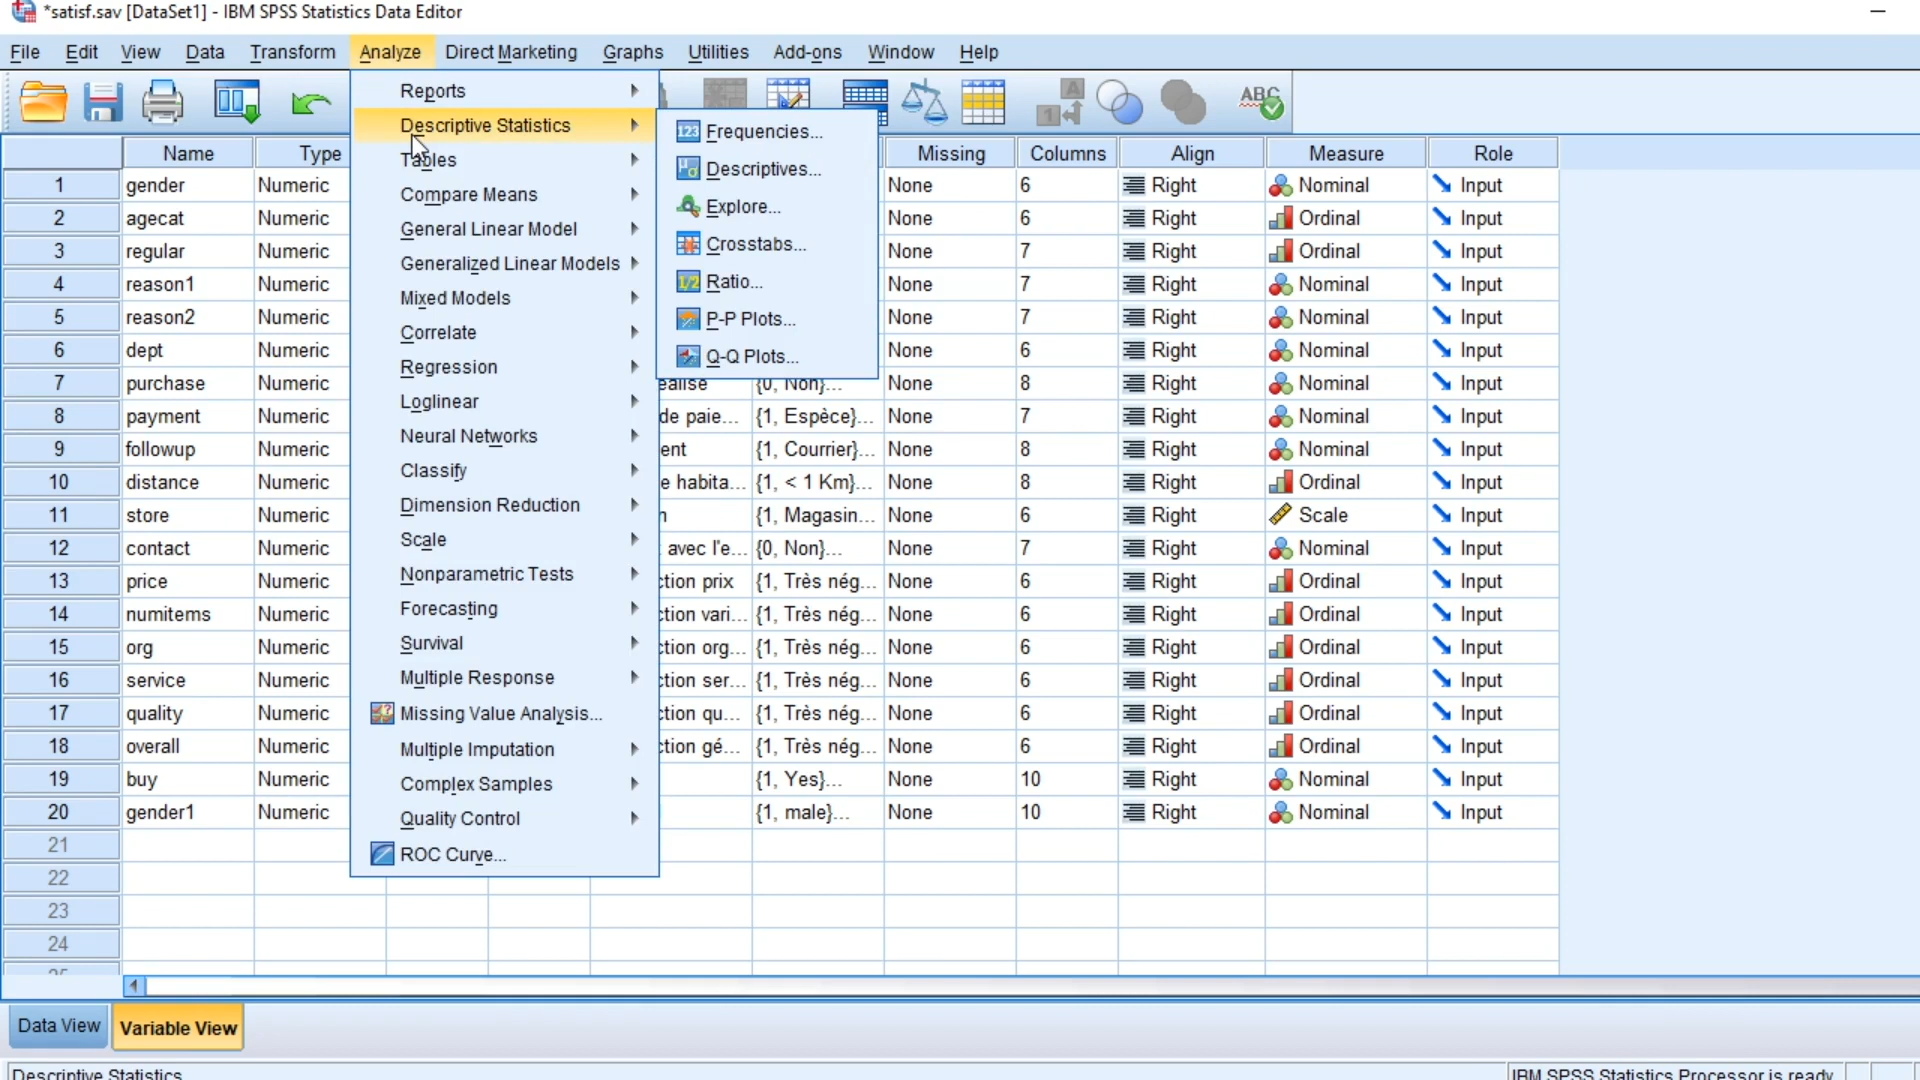 *satisf.sav [DataSet1] - IBM SPSS Statistics Data Editor
File Edit View Data Transform Analyze Direct Marketing Graphs Utilities Add-ons Window Help
Reports
Descriptive Statistics
Tables
Compare Means
General Linear Model
Generalized Linear Models
Mixed Models
Correlate
Regression
Loglinear
Neural Networks
Classify
Dimension Reduction
Scale
Nonparametric Tests
Forecasting
Survival
Multiple Response
Missing Value Analysis...
Multiple Imputation
Complex Samples
Quality Control
ROC Curve...
Frequencies...
Descriptives...
Explore...
Crosstabs...
Ratio...
P-P Plots...
Q-Q Plots...
Name Type Missing Columns Align Measure Role
1 gender Numeric None 6 Right Nominal Input
2 agecat Numeric None 6 Right Ordinal Input
3 regular Numeric None 7 Right Ordinal Input
4 reason1 Numeric None 7 Right Nominal Input
5 reason2 Numeric None 7 Right Nominal Input
6 dept Numeric None 6 Right Nominal Input
7 purchase Numeric {0, Non}... None 8 Right Nominal Input
8 payment Numeric de paie... {1, Espèce}... None 7 Right Nominal Input
9 followup Numeric ent {1, Courrier}... None 8 Right Nominal Input
10 distance Numeric e habita... {1, < 1 Km}... None 8 Right Ordinal Input
11 store Numeric n {1, Magasin... None 6 Right Scale Input
12 contact Numeric avec l'e... {0, Non}... None 7 Right Nominal Input
13 price Numeric ction prix {1, Très nég... None 6 Right Ordinal Input
14 numitems Numeric ction vari... {1, Très nég... None 6 Right Ordinal Input
15 org Numeric ction org... {1, Très nég... None 6 Right Ordinal Input
16 service Numeric ction ser... {1, Très nég... None 6 Right Ordinal Input
17 quality Numeric ction qu... {1, Très nég... None 6 Right Ordinal Input
18 overall Numeric ction gé... {1, Très nég... None 6 Right Ordinal Input
19 buy Numeric {1, Yes}... None 10 Right Nominal Input
20 gender1 Numeric {1, male}... None 10 Right Nominal Input
21
22
23
24
25
Data View Variable View
Descriptive Statistics IBM SPSS Statistics Processor is ready